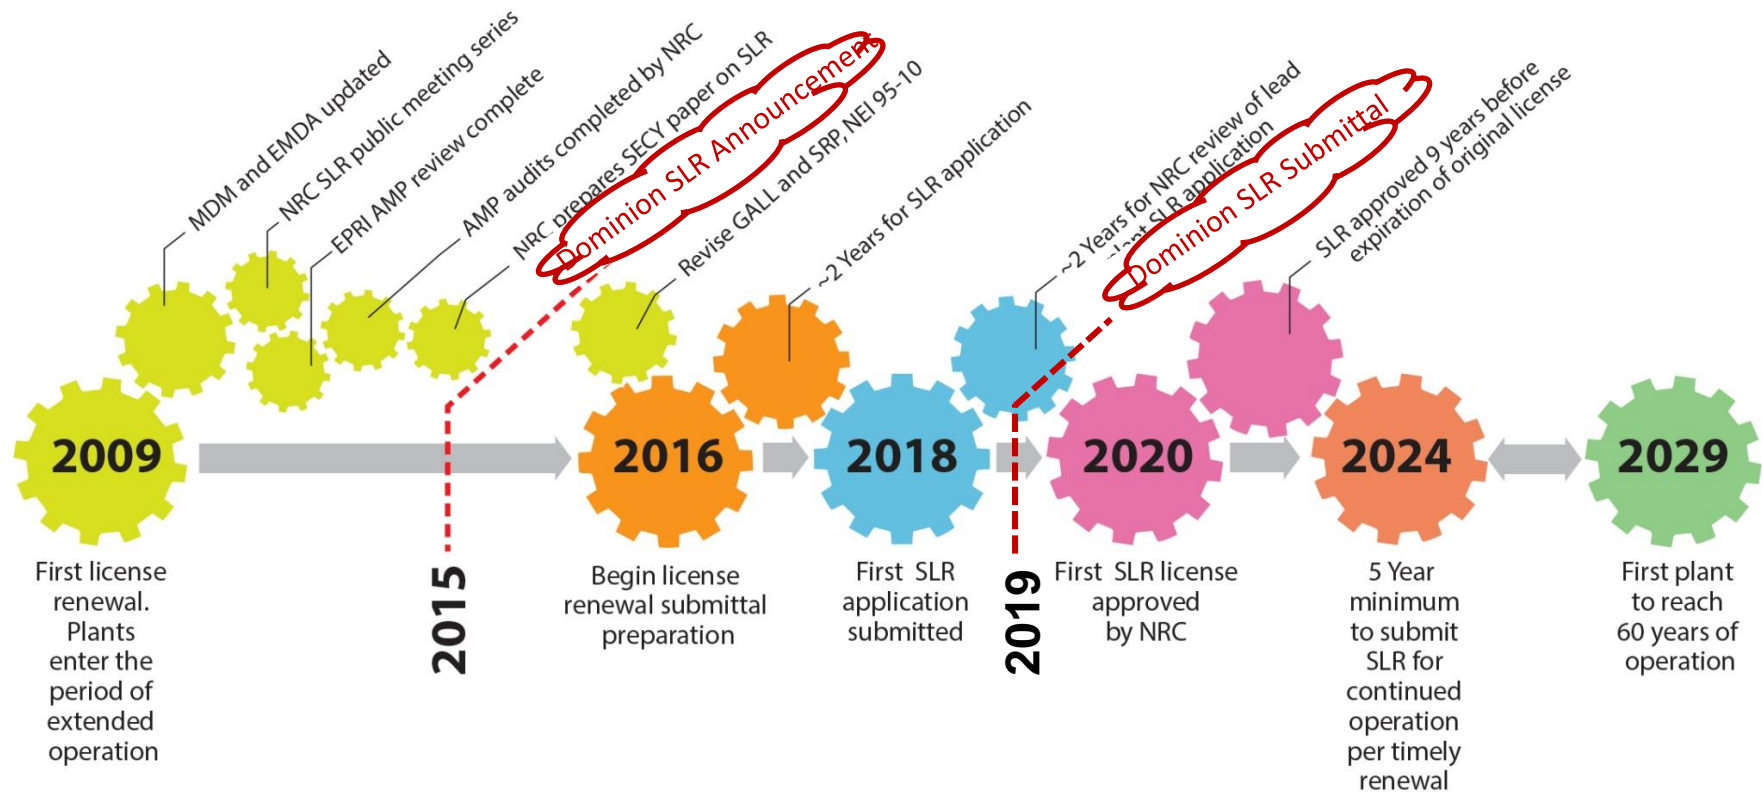 MDM and EMDA updated
NRC SLR public meeting series
EPRI AMP review complete
AMP audits completed by NRC
NRC prepares SECY paper on SLR
Dominion SLR Announcement
Revise GALL and SRP, NEI 95-10
~2 Years for SLR application
~2 Years for NRC review of lead
SLR application
Dominion SLR Submittal
SLR approved 9 years before
expiration of original license
2009
2016
2018
2020
2024
2029
First license
renewal.
Plants
enter the
period of
extended
operation
2015
Begin license
renewal submittal
preparation
First SLR
application
submitted
2019
First SLR license
approved
by NRC
5 Year
minimum
to submit
SLR for
continued
operation
per timely
renewal
First plant
to reach
60 years of
operation